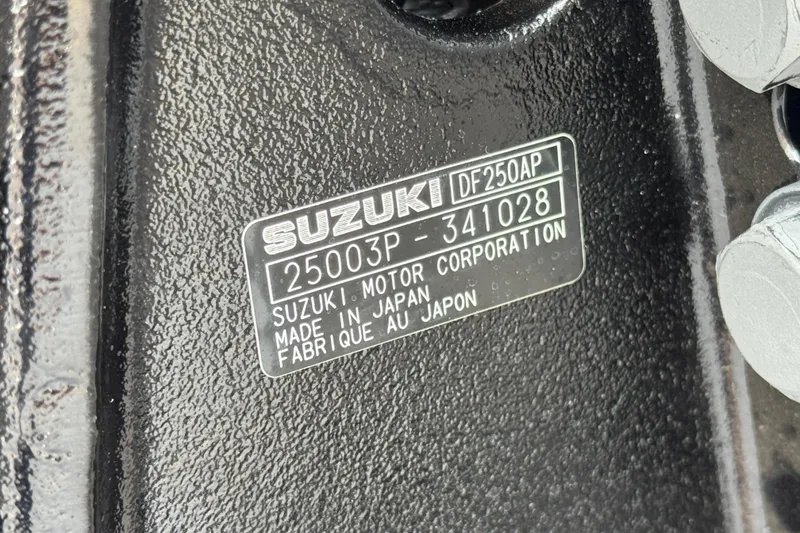 SUZUKI DF250AP
25003P - 341028
SUZUKI MOTOR CORPORATION
MADE IN JAPAN
FABRIQUE AU JAPON